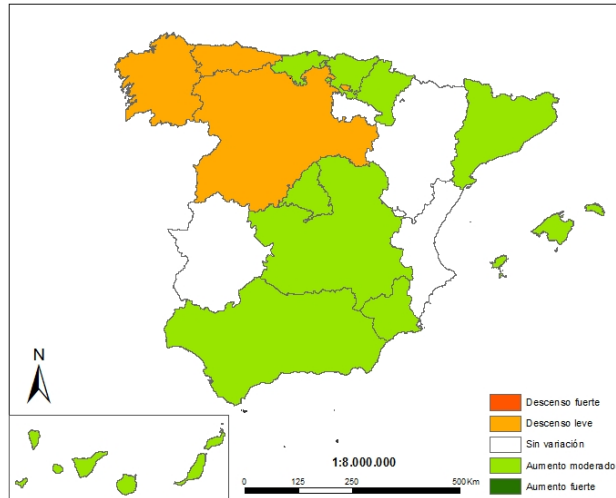 N
Descenso fuerte
Descenso leve
Sin variación
Aumento moderado
Aumento fuerte
1:8.000.000
0 125 250 500Km